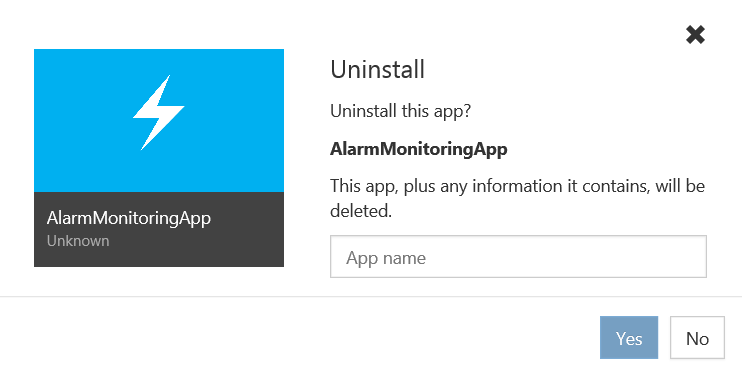 Uninstall
Uninstall this app?
AlarmMonitoringApp
This app, plus any information it contains, will be
deleted.
App name
AlarmMonitoringApp
Unknown
Yes
No